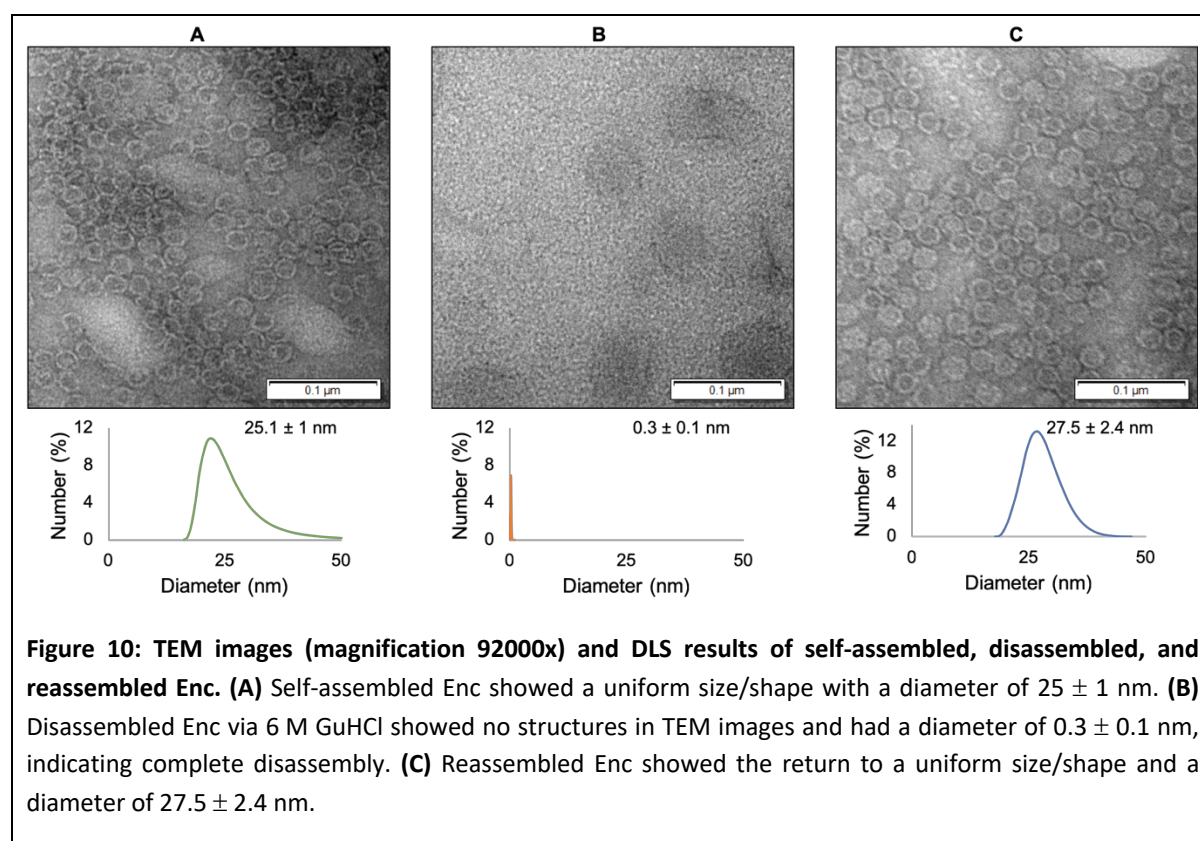 A
B
C
0.1 µm
0.1 µm
0.1 µm
12
8
4
0
Number (%)
25.1 ± 1 nm
0
25
50
Diameter (nm)
12
8
4
0
Number (%)
0.3 ± 0.1 nm
0
25
50
Diameter (nm)
12
8
4
0
Number (%)
27.5 ± 2.4 nm
0
25
50
Diameter (nm)
Figure 10: TEM images (magnification 92000x) and DLS results of self-assembled, disassembled, and
reassembled Enc. (A) Self-assembled Enc showed a uniform size/shape with a diameter of 25 ± 1 nm. (B)
Disassembled Enc via 6 M GuHCl showed no structures in TEM images and had a diameter of 0.3 ± 0.1 nm,
indicating complete disassembly. (C) Reassembled Enc showed the return to a uniform size/shape and a
diameter of 27.5 ± 2.4 nm.